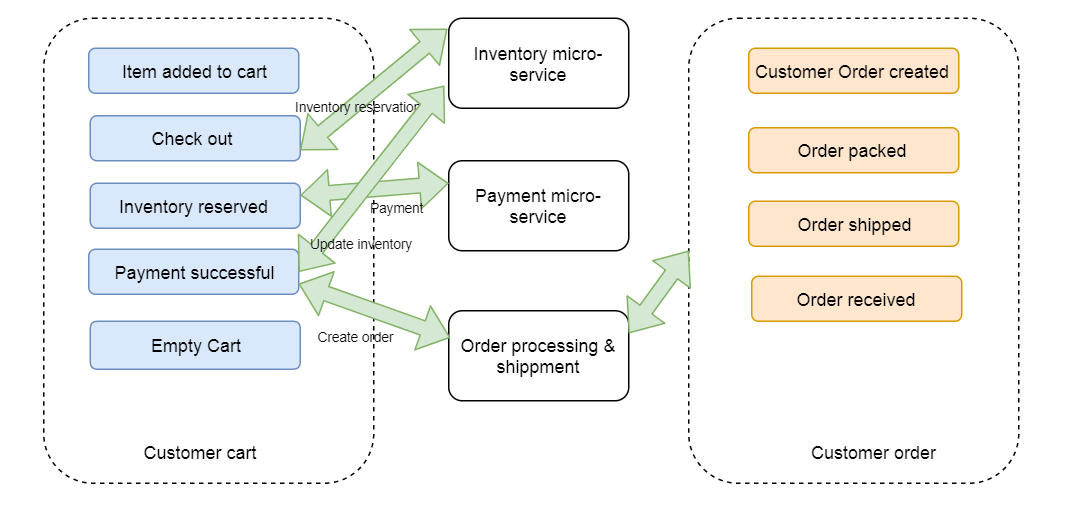 Item added to cart
Check out
Inventory reserved
Payment successful
Empty Cart
Customer cart
Inventory reservation
Payment
Update inventory
Create order
Inventory micro-
service
Payment micro-
service
Order processing &
shippment
Customer Order created
Order packed
Order shipped
Order received
Customer order